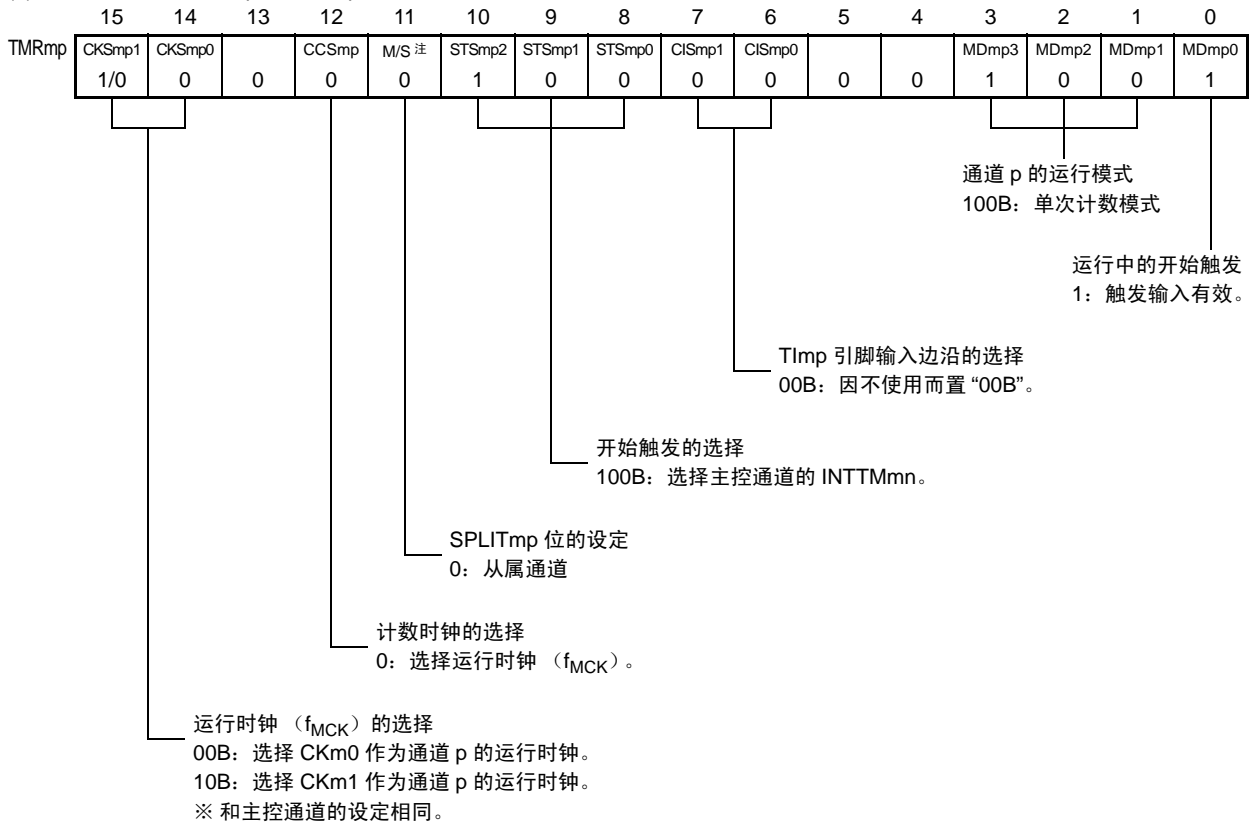 15 14 13 12 11 10 9 8 7 6 5 4 3 2 1 0
TMRmp CKSmp1 CKSmp0 CCSmp M/S 注 STSmp2 STSmp1 STSmp0 CISmp1 CISmp0 MDmp3 MDmp2 MDmp1 MDmp0
1/0 0 0 0 0 1 0 0 0 0 0 0 1 0 0 1
通道 p 的运行模式
100B：单次计数模式
运行中的开始触发
1：触发输入有效。
TImp 引脚输入边沿的选择
00B：因不使用而置 “00B”。
开始触发的选择
100B：选择主控通道的 INTTMmn。
SPLITmp 位的设定
0：从属通道
计数时钟的选择
0：选择运行时钟 （fMCK）。
运行时钟 （fMCK）的选择
00B：选择 CKm0 作为通道 p 的运行时钟。
10B：选择 CKm1 作为通道 p 的运行时钟。
※ 和主控通道的设定相同。